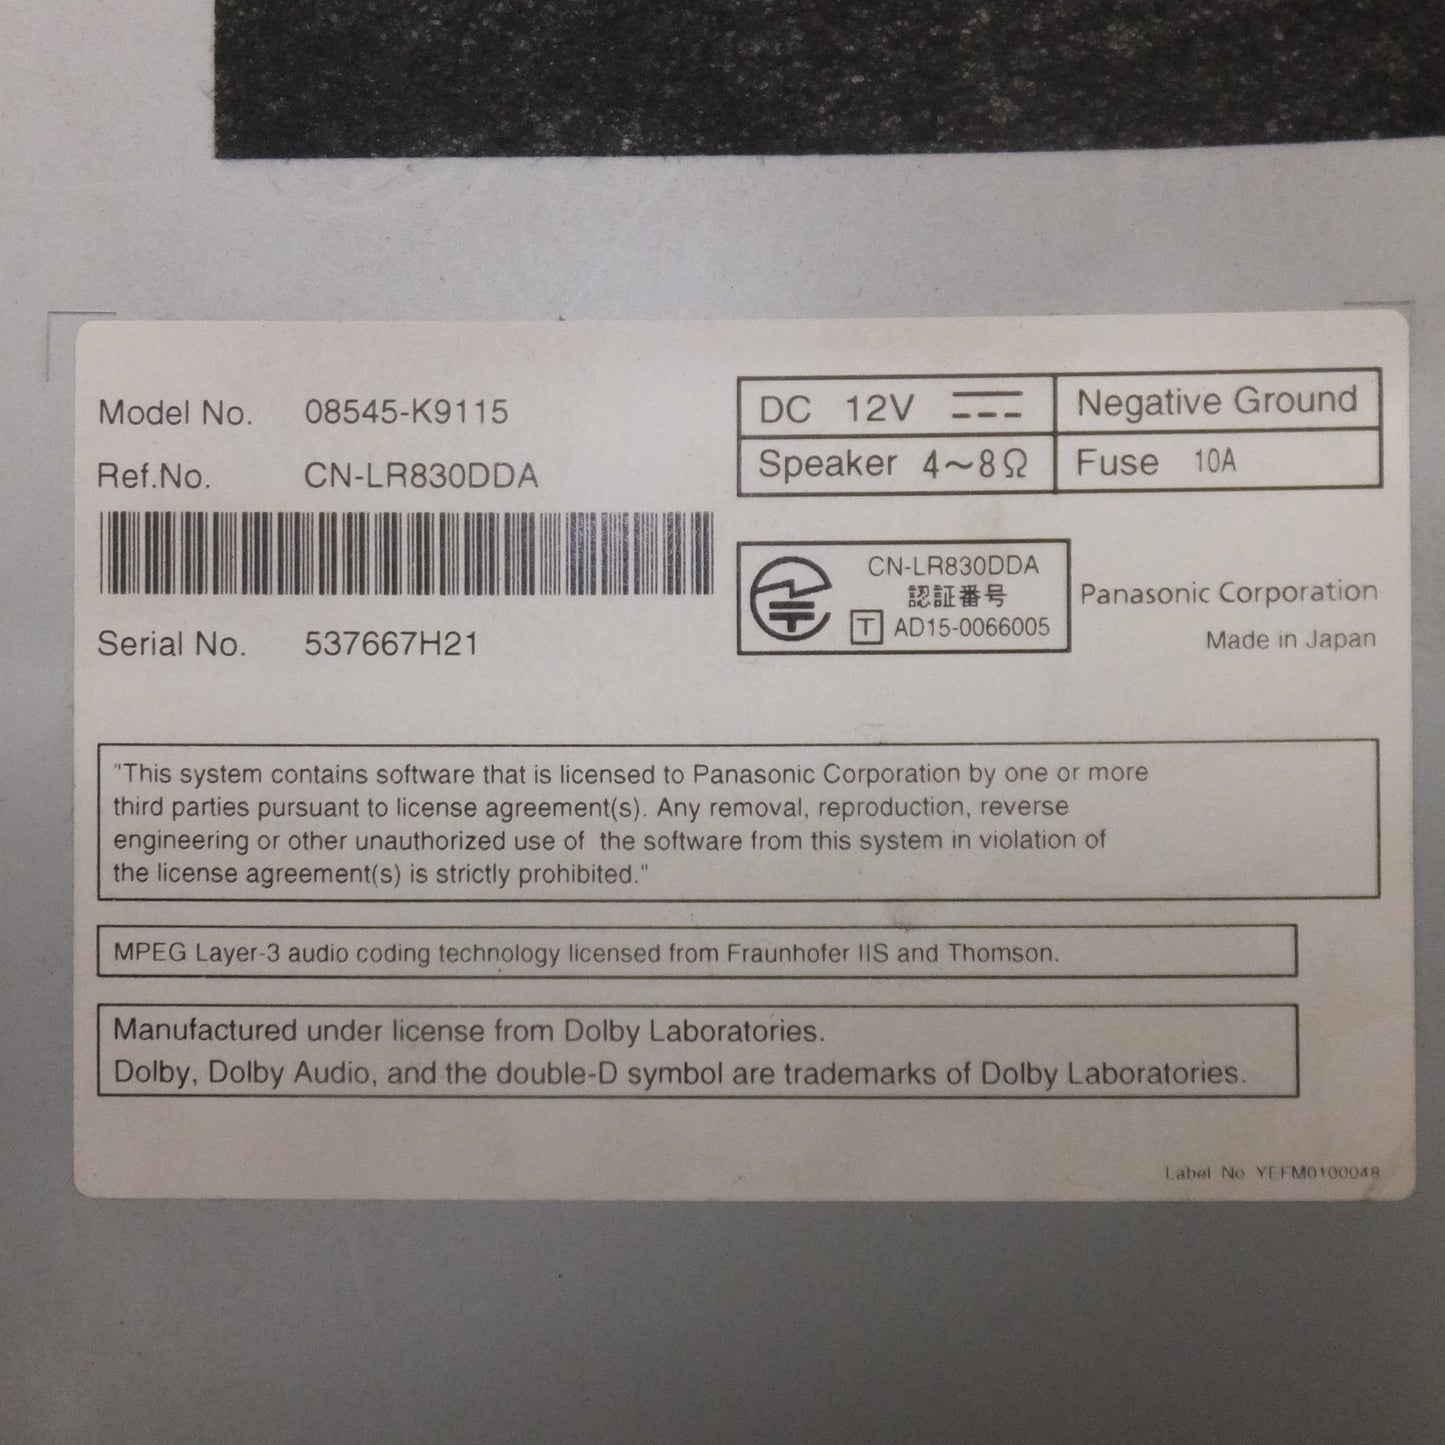 Model No. 08545-K9115
Ref.No. CN-LR830DDA
Serial No. 537667H21
DC 12V Negative Ground
Speaker 4～8Ω Fuse 10A
CN-LR830DDA
認証番号
T AD15-0066005
Panasonic Corporation
Made in Japan
"This system contains software that is licensed to Panasonic Corporation by one or more
third parties pursuant to license agreement(s). Any removal, reproduction, reverse
engineering or other unauthorized use of the software from this system in violation of
the license agreement(s) is strictly prohibited."
MPEG Layer-3 audio coding technology licensed from Fraunhofer IIS and Thomson.
Manufactured under license from Dolby Laboratories.
Dolby, Dolby Audio, and the double-D symbol are trademarks of Dolby Laboratories.
Label No. YEFM0100048